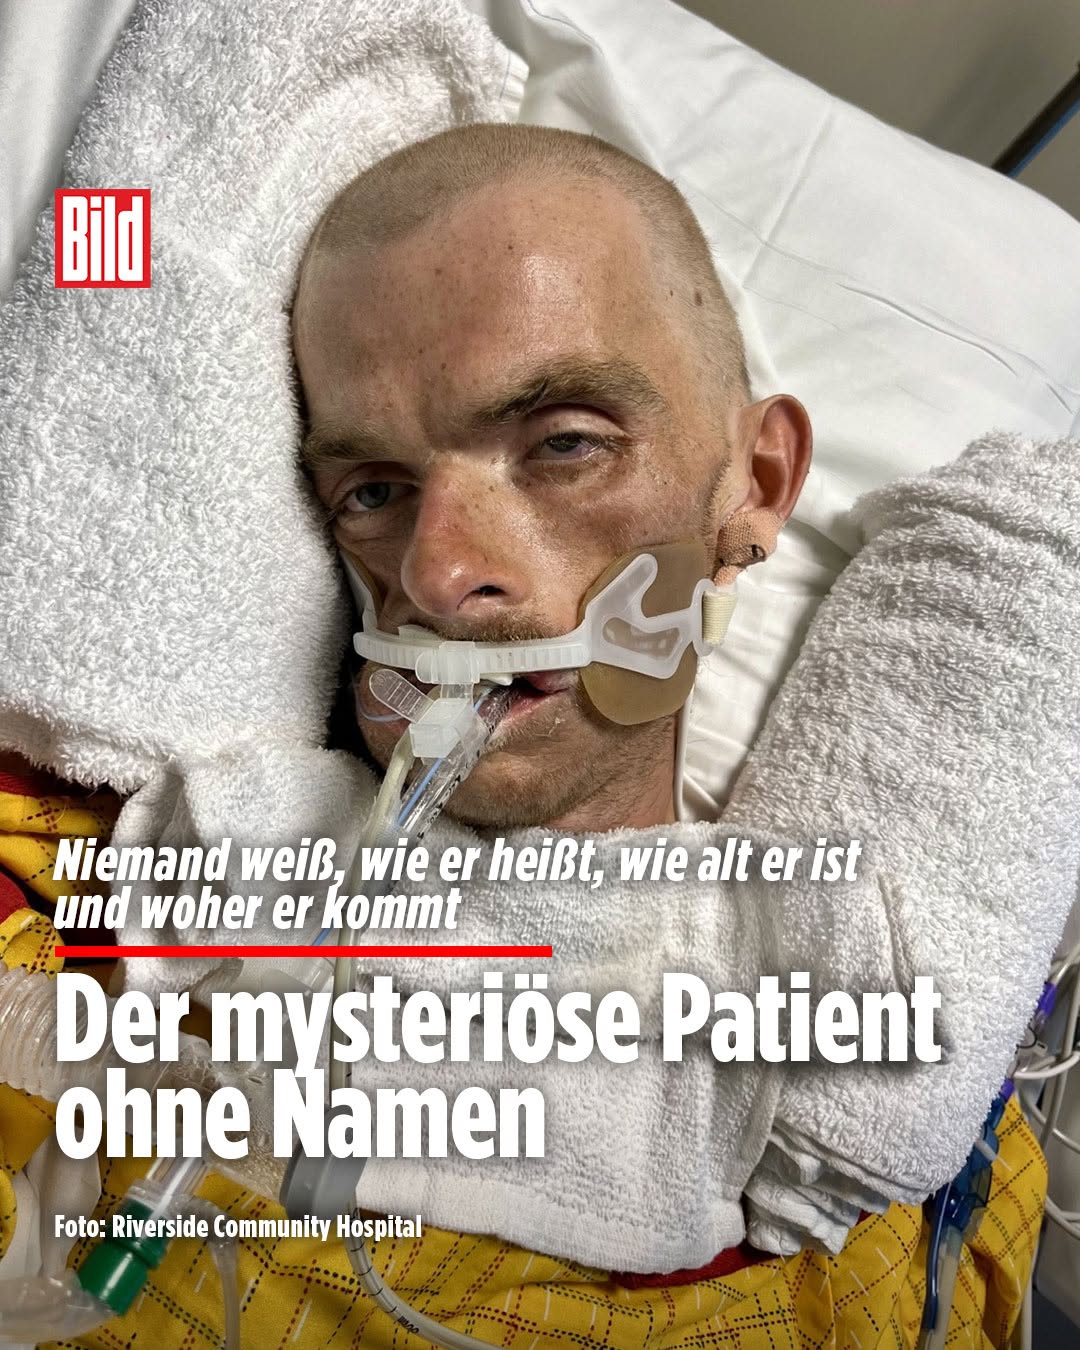 Bild
Niemand weiß, wie er heißt, wie alt er ist
und woher er kommt
Der mysteriöse Patient
ohne Namen
Foto: Riverside Community Hospital